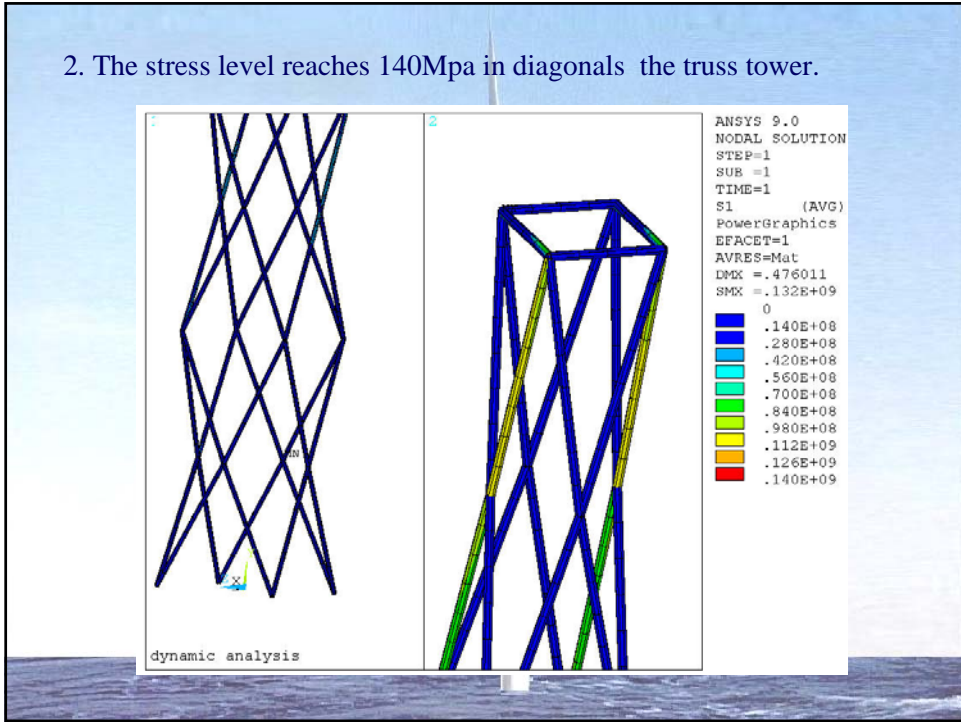 2. The stress level reaches 140Mpa in diagonals the truss tower.
1
2
MN
X
dynamic analysis
ANSYS 9.0
NODAL SOLUTION
STEP=1
SUB =1
TIME=1
S1 (AVG)
PowerGraphics
EFACET=1
AVRES=Mat
DMX =.476011
SMX =.132E+09
0
.140E+08
.280E+08
.420E+08
.560E+08
.700E+08
.840E+08
.980E+08
.112E+09
.126E+09
.140E+09